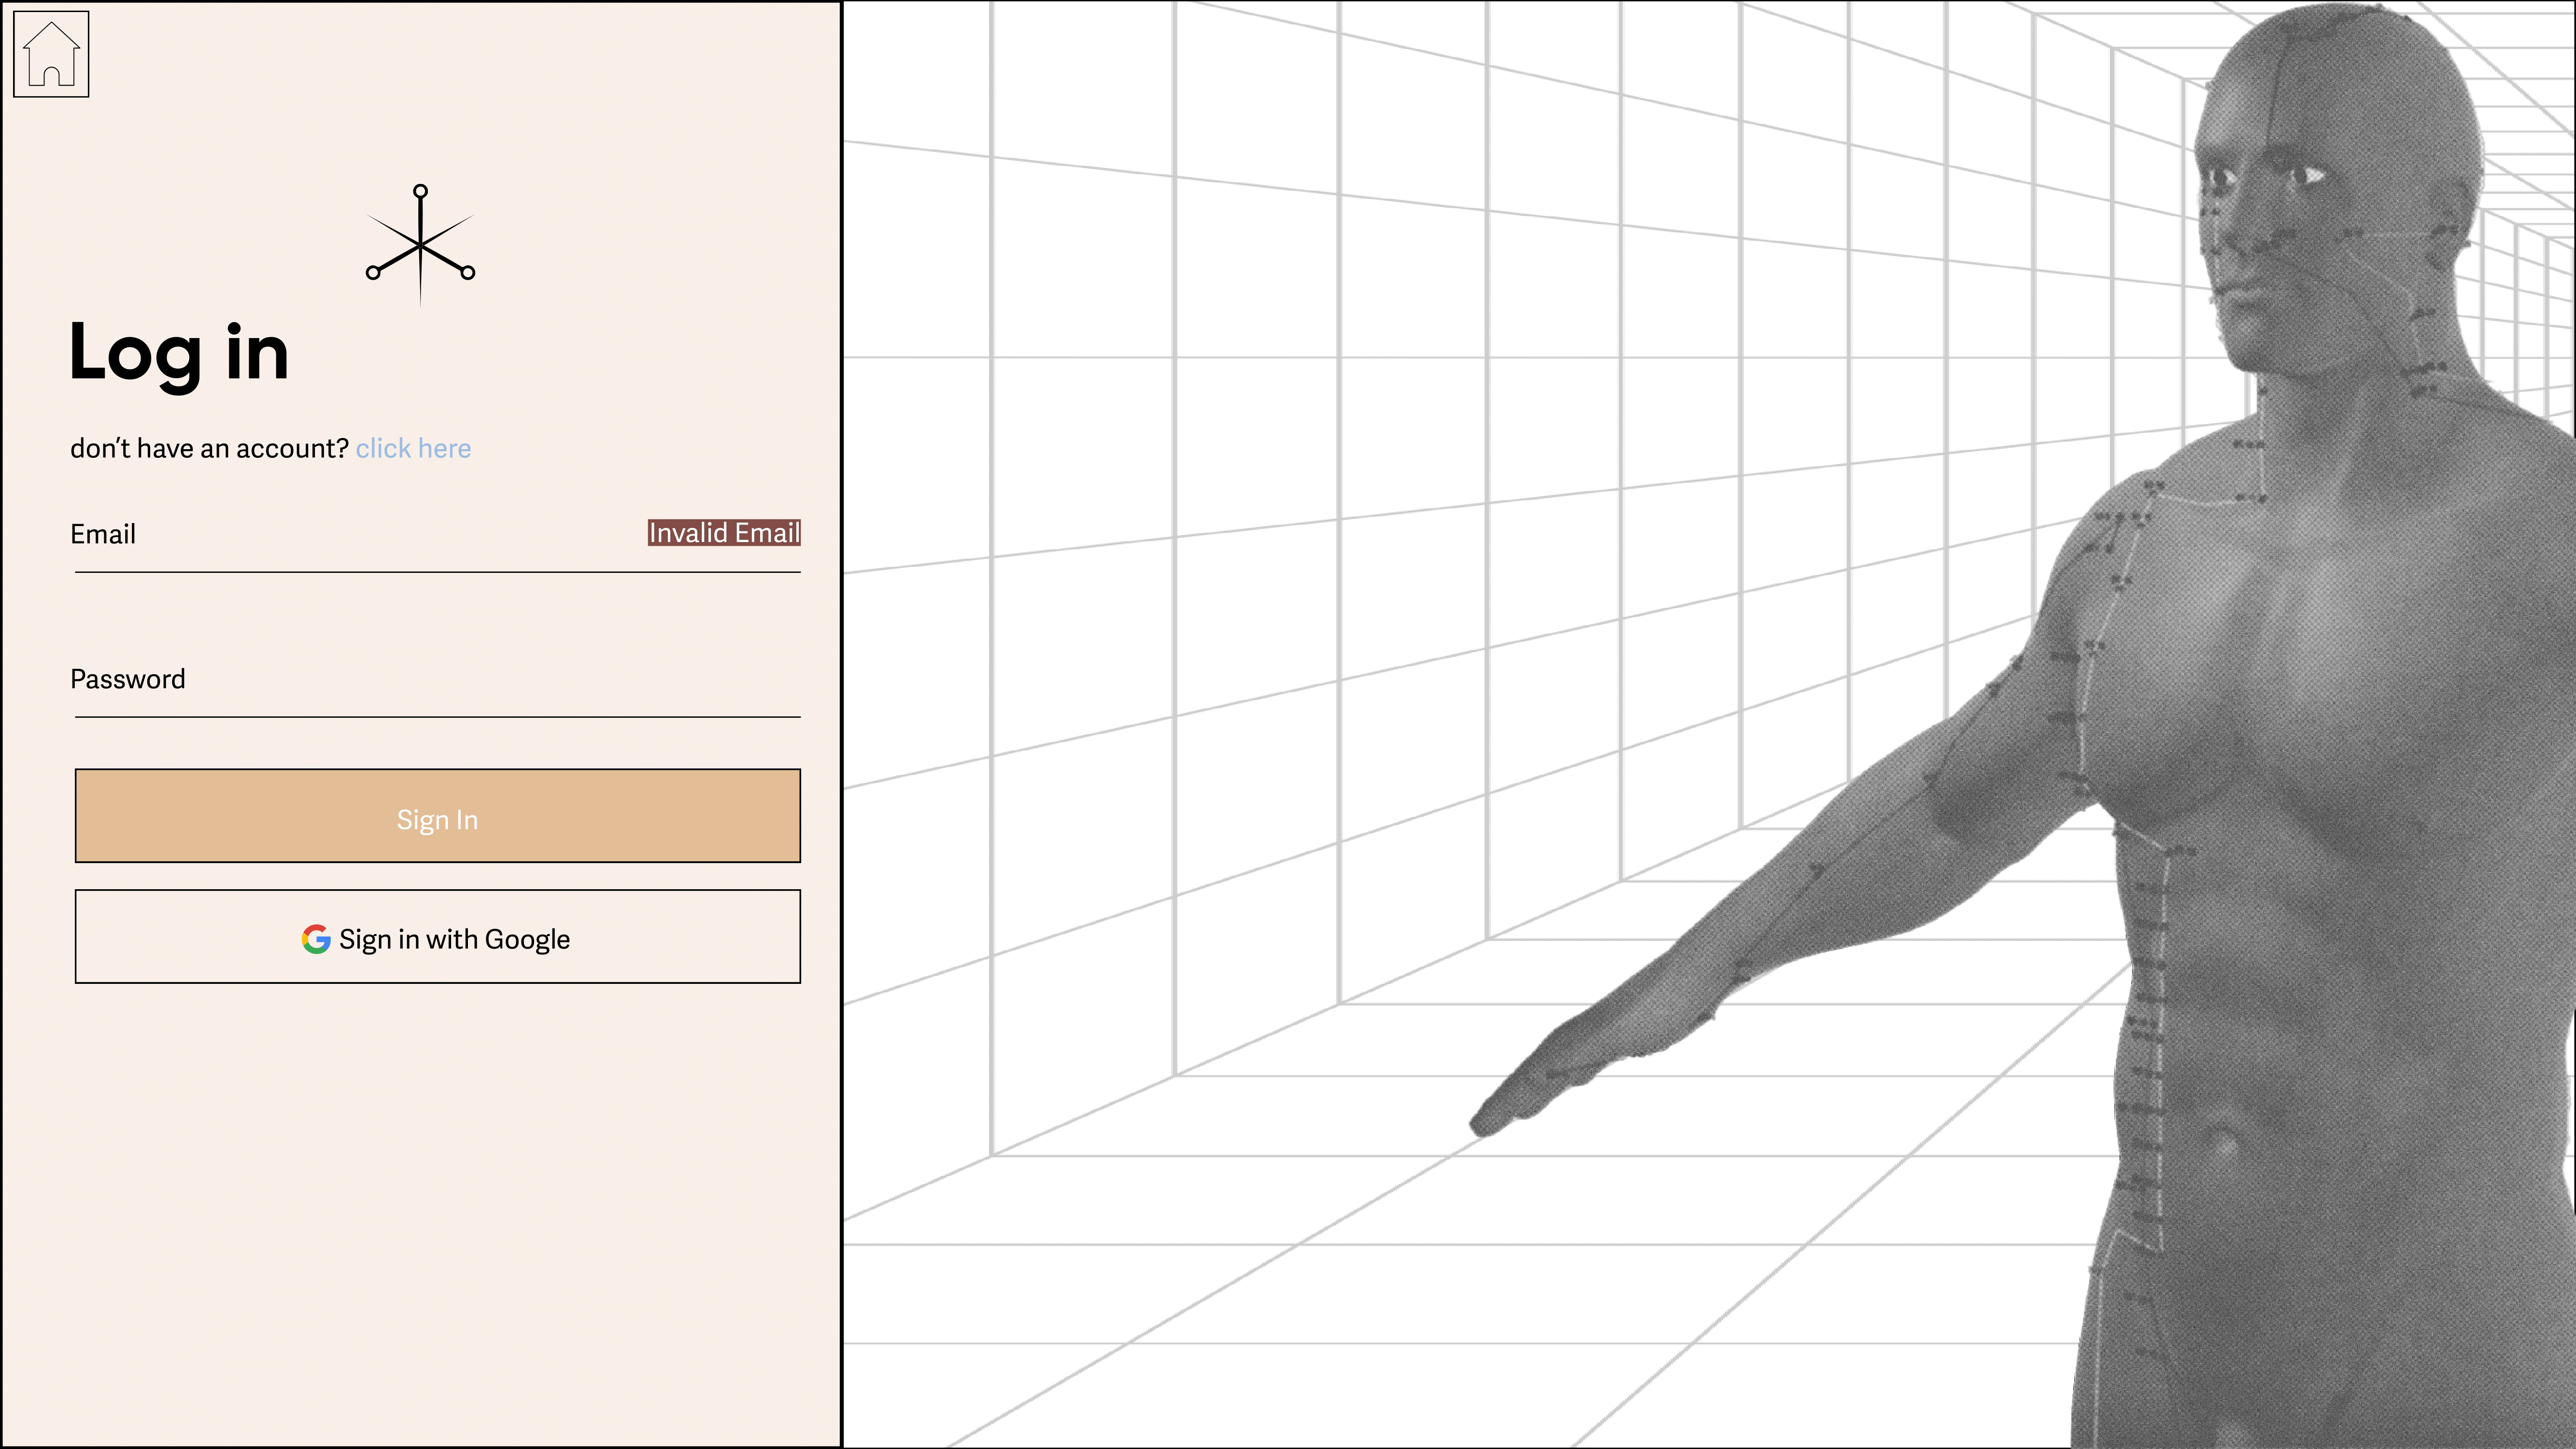 Log in
don't have an account? click here
Email
Invalid Email
Password
Sign In
Sign in with Google